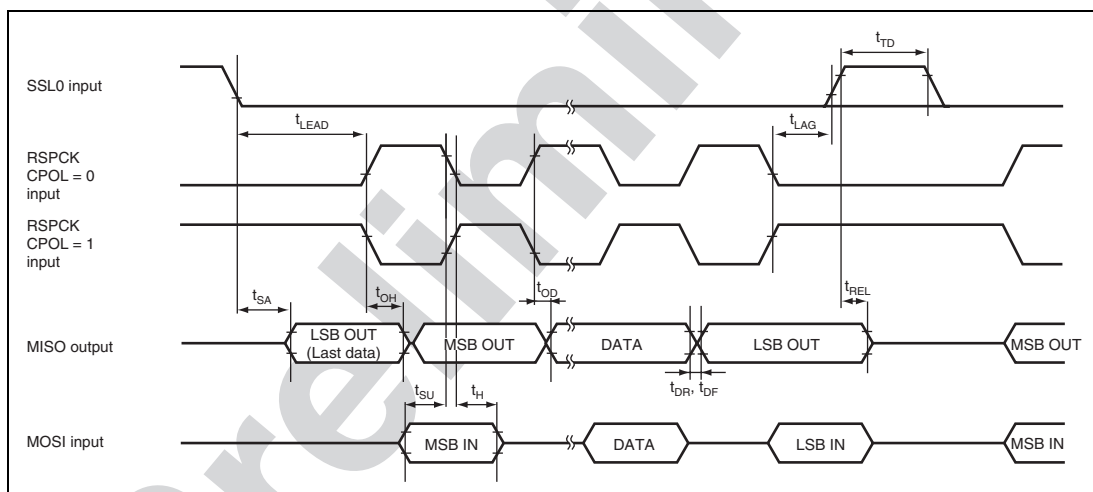 SSL0 input
tTD
tLEAD
tLAG
RSPCK
CPOL = 0
input
RSPCK
CPOL = 1
input
tSA
tOH
tOD
tREL
MISO output
LSB OUT
(Last data)
MSB OUT
DATA
LSB OUT
MSB OUT
tSU
tH
tDR, tDF
MOSI input
MSB IN
DATA
LSB IN
MSB IN